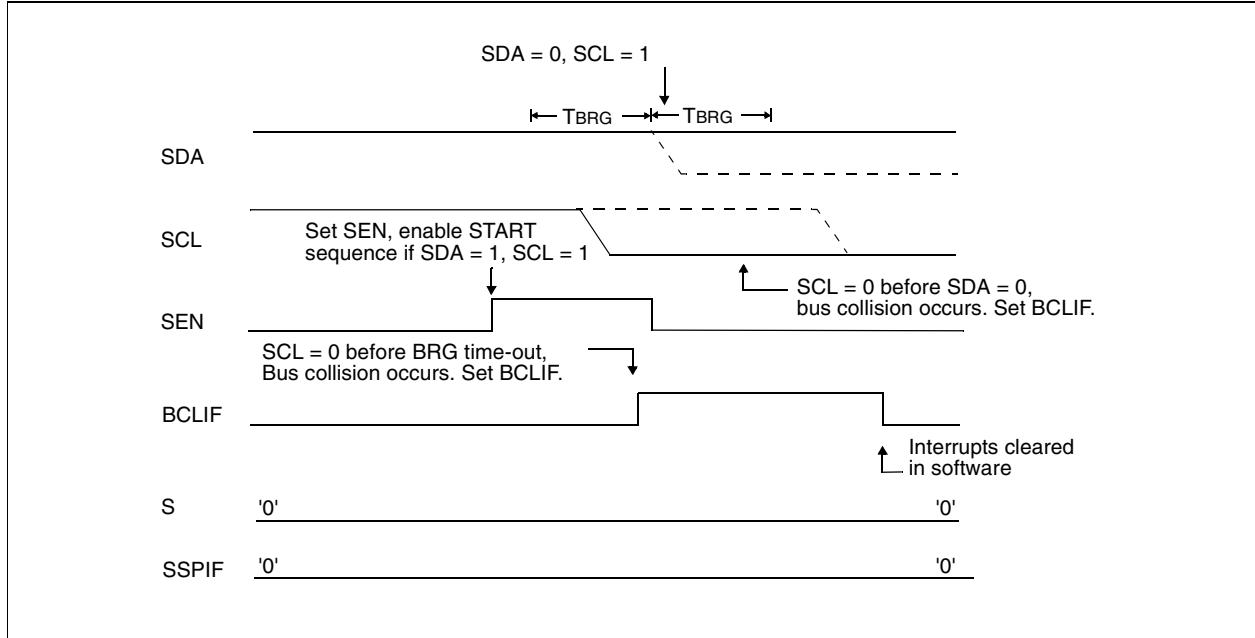 SDA = 0, SCL = 1
TBRG TBRG
SDA
SCL
Set SEN, enable START
sequence if SDA = 1, SCL = 1
SCL = 0 before SDA = 0,
bus collision occurs. Set BCLIF.
SEN
SCL = 0 before BRG time-out,
Bus collision occurs. Set BCLIF.
BCLIF
Interrupts cleared
in software
S
'0' '0'
SSPIF
'0' '0'